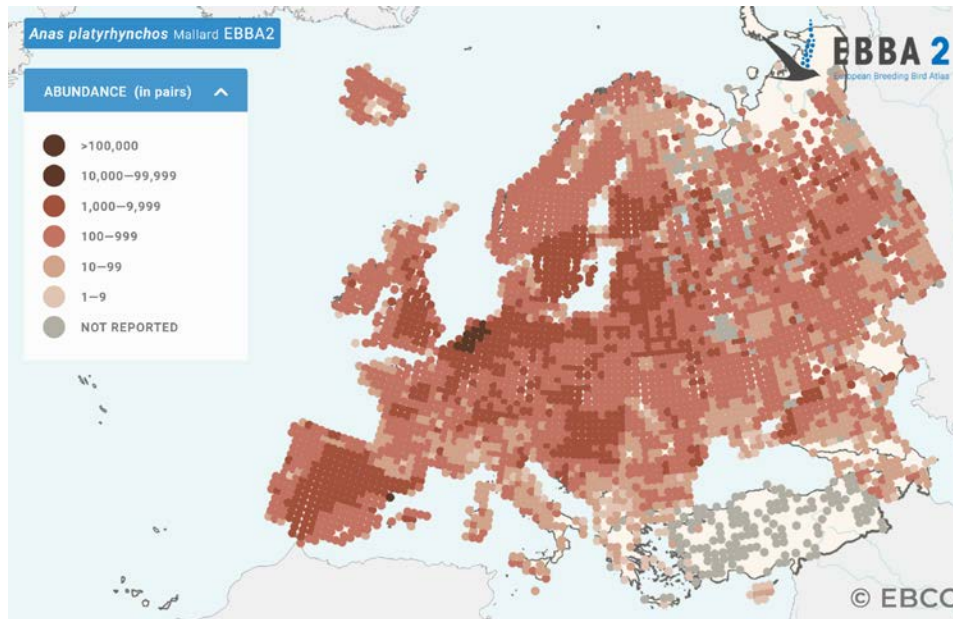 Anas platyrhynchos Mallard EBBA2
EBBA 2
European Breeding Bird Atlas
ABUNDANCE (in pairs)
>100,000
10,000–99,999
1,000–9,999
100–999
10–99
1–9
NOT REPORTED
© EBCC